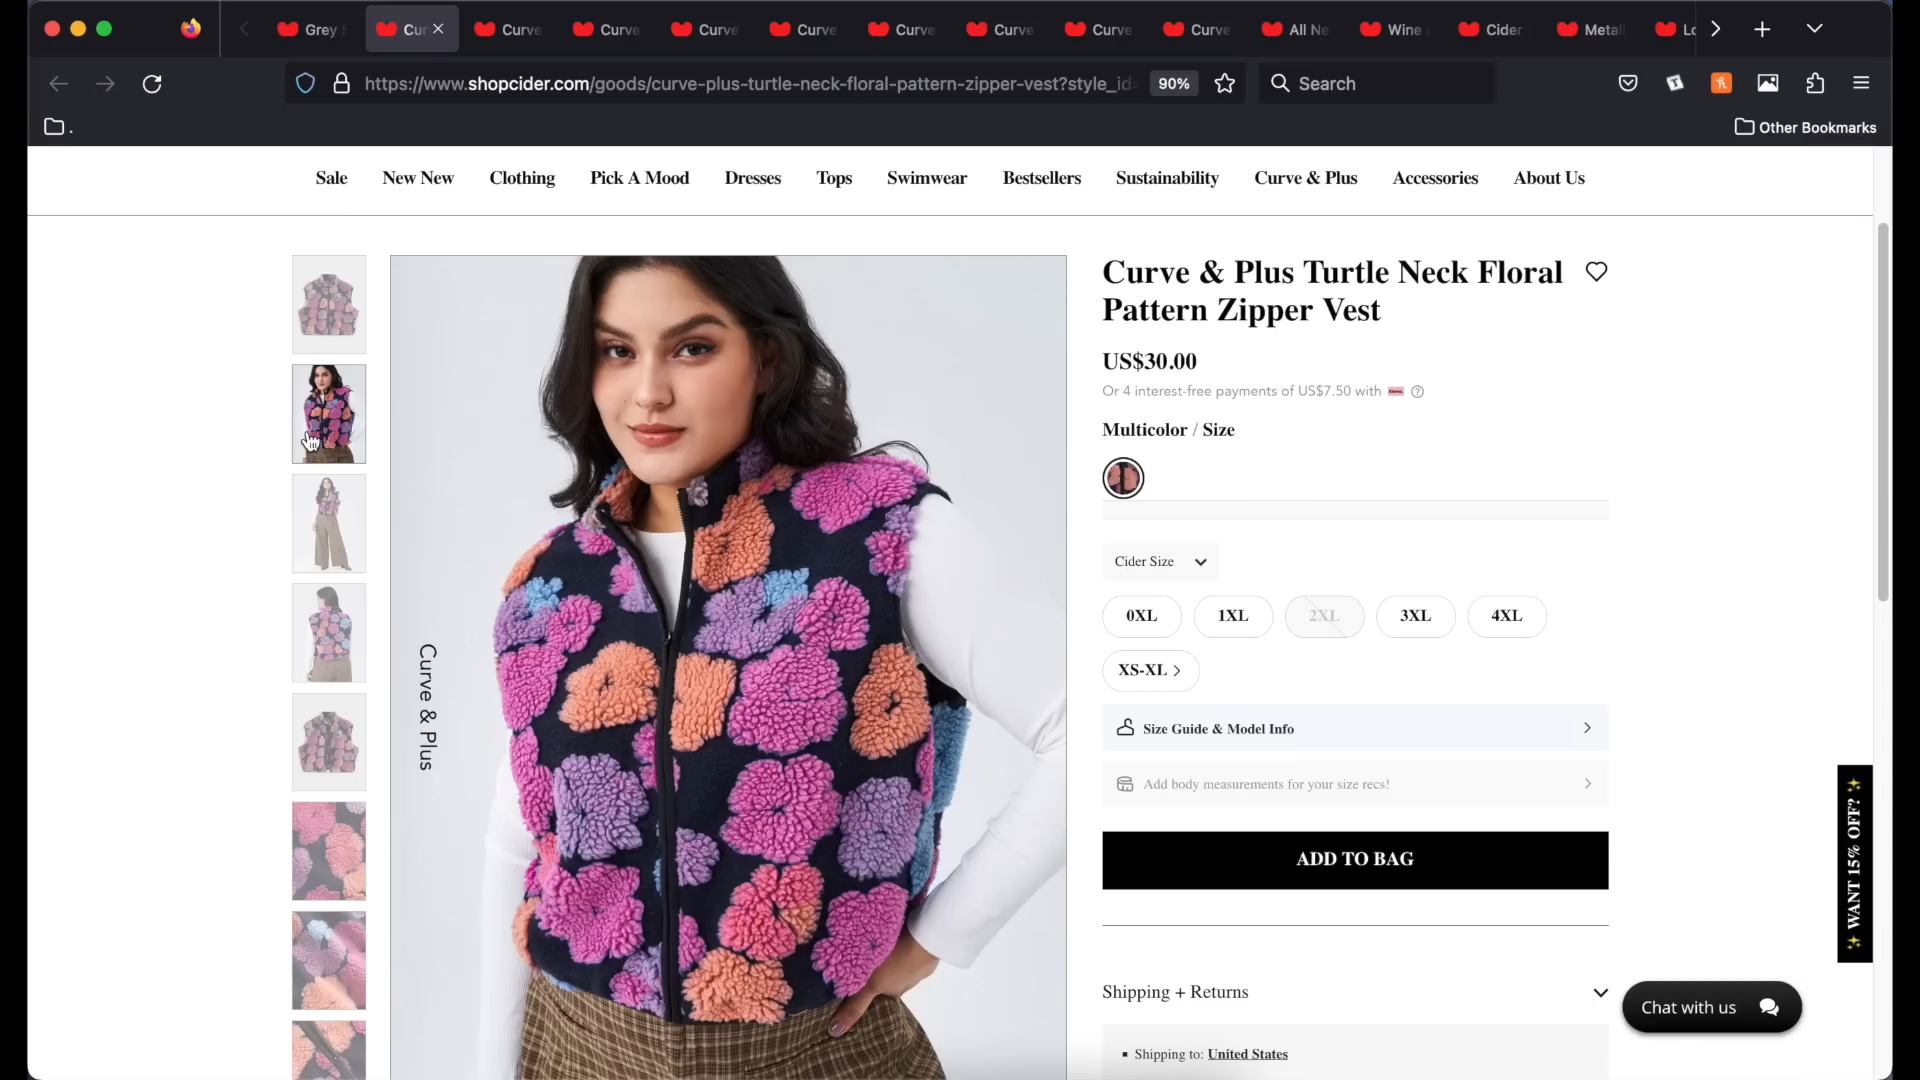 Grey
Cur
Curve
Curve
Curve
Curve
Curve
Curve
Curve
Curve
All Ne
Wine
Cider
Metal
Lo
https://www.shopcider.com/goods/curve-plus-turtle-neck-floral-pattern-zipper-vest?style_id=
90%
Search
.
Other Bookmarks
Sale
New New
Clothing
Pick A Mood
Dresses
Tops
Swimwear
Bestsellers
Sustainability
Curve & Plus
Accessories
About Us
Curve & Plus
Curve & Plus Turtle Neck Floral
Pattern Zipper Vest
US$30.00
Or 4 interest-free payments of US$7.50 with
Multicolor / Size
Cider Size
0XL
1XL
2XL
3XL
4XL
XS-XL
Size Guide & Model Info
Add body measurements for your size recs!
ADD TO BAG
Shipping + Returns
▪ Shipping to: United States
✨ WANT 15% OFF? ✨
Chat with us